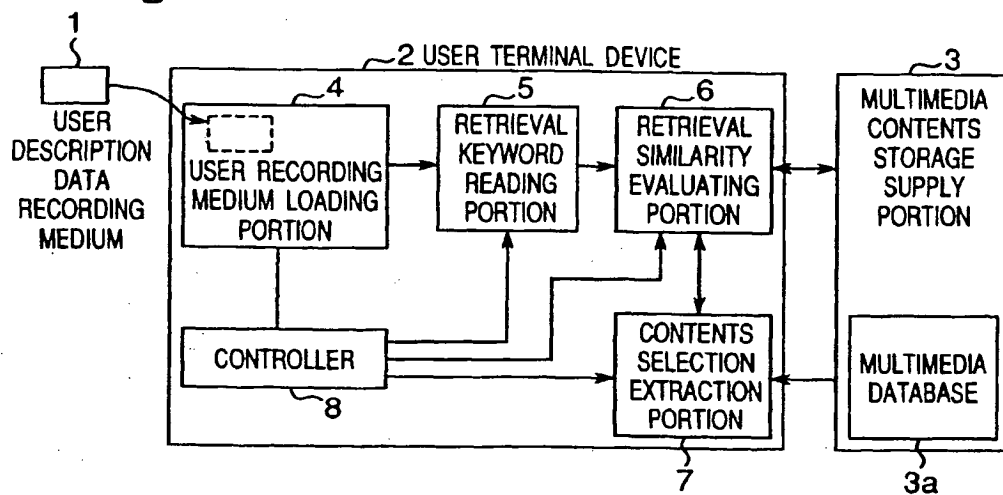 1
USER
DESCRIPTION
DATA
RECORDING
MEDIUM
2 USER TERMINAL DEVICE
4
USER RECORDING
MEDIUM LOADING
PORTION
5
RETRIEVAL
KEYWORD
READING
PORTION
6
RETRIEVAL
SIMILARITY
EVALUATING
PORTION
CONTROLLER
8
CONTENTS
SELECTION
EXTRACTION
PORTION
7
3
MULTIMEDIA
CONTENTS
STORAGE
SUPPLY
PORTION
MULTIMEDIA
DATABASE
3a